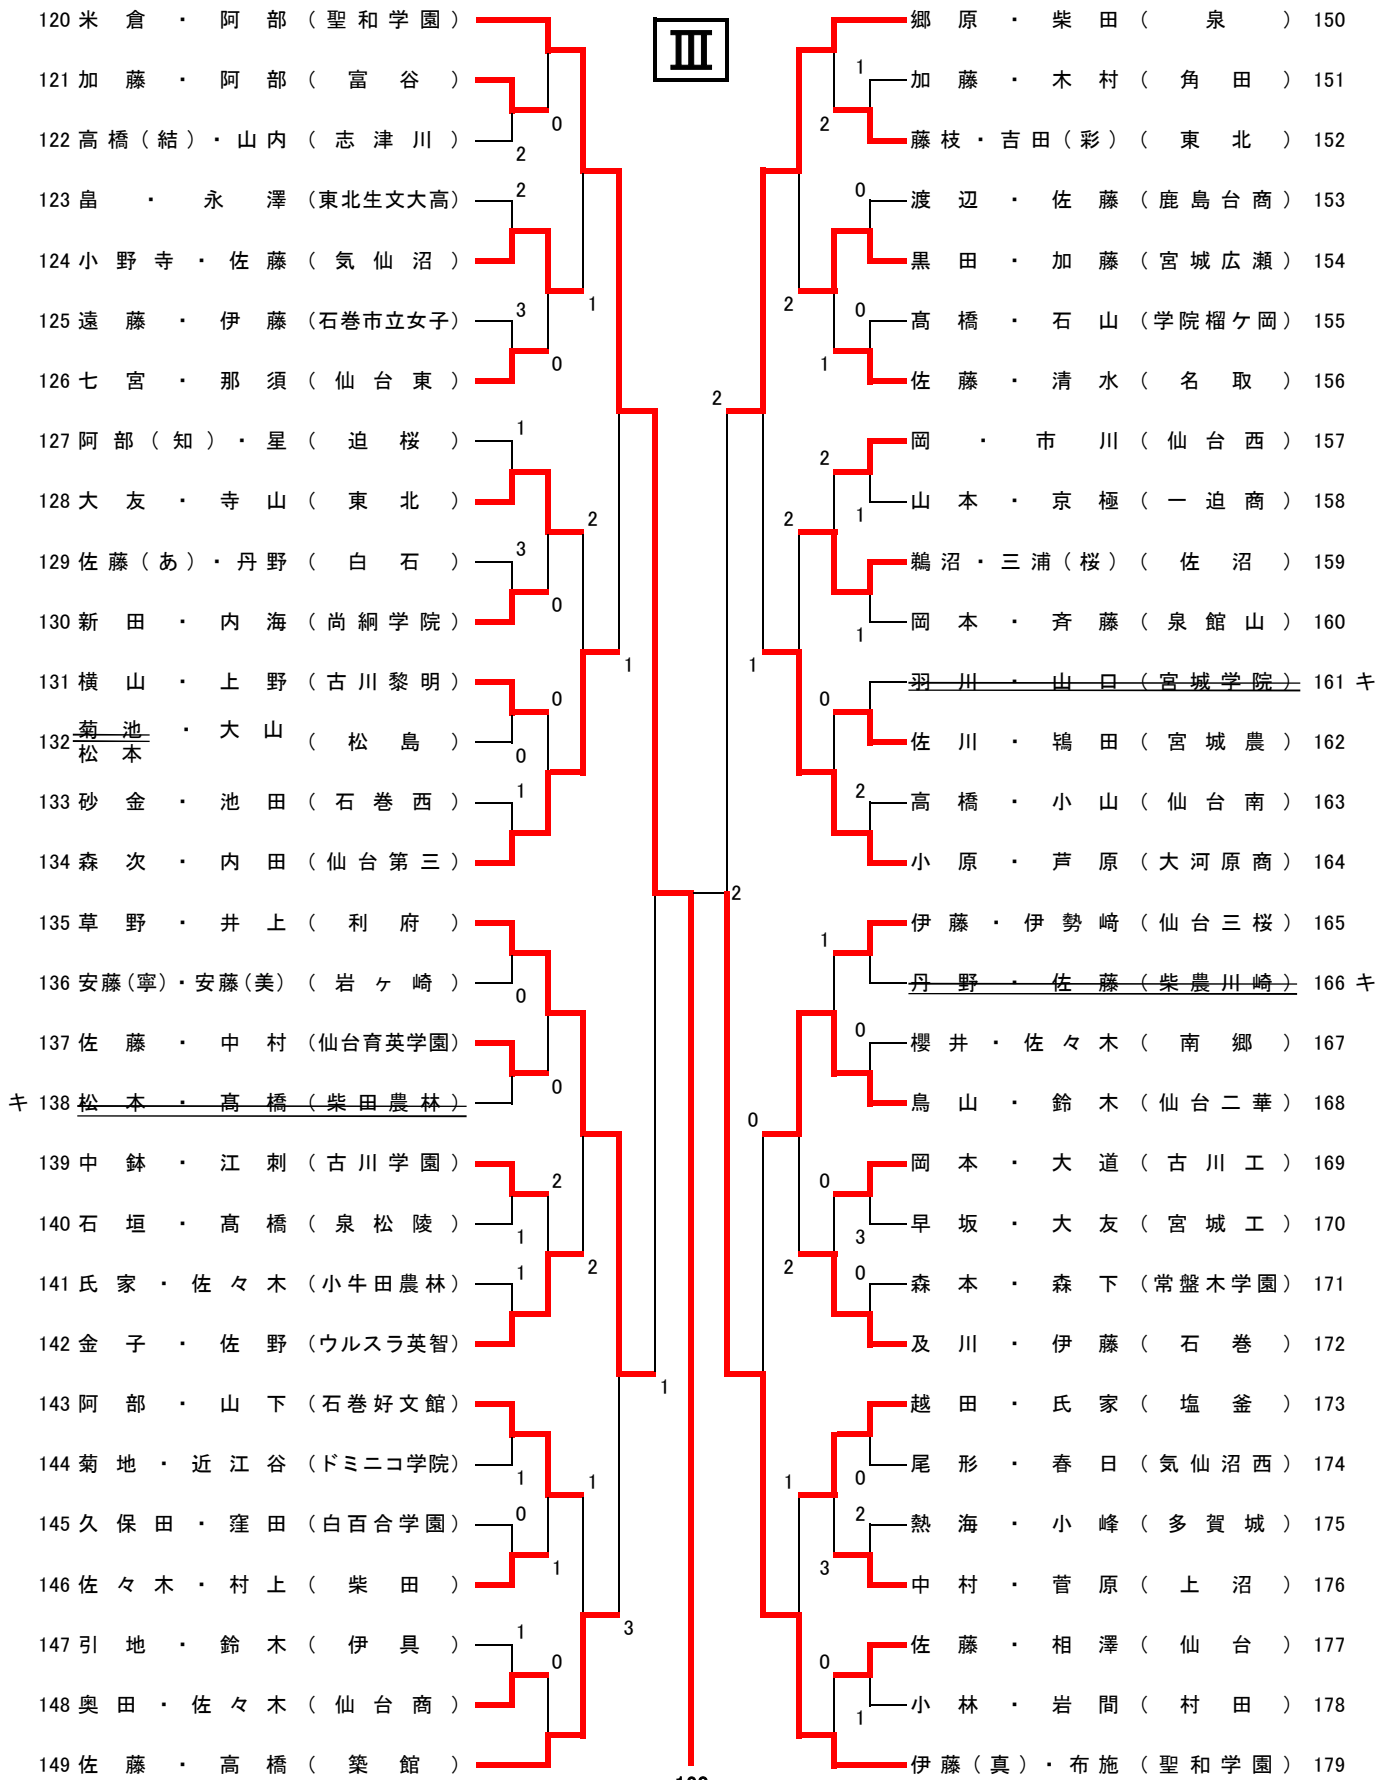 Ⅲ
120 米倉・阿部（聖和学園）
121 加藤・阿部（富谷）
0
122 高橋(結)・山内（志津川）
2
123 畠・永澤（東北生文大高）
2
124 小野寺・佐藤（気仙沼）
1
125 遠藤・伊藤（石巻市立女子）
3
0
126 七宮・那須（仙台東）
127 阿部(知)・星（迫桜）
1
128 大友・寺山（東北）
2
129 佐藤(あ)・丹野（白石）
3
0
130 新田・内海（尚絅学院）
1
131 横山・上野（古川黎明）
0
132 菊池・大山（松島）
松本
0
133 砂金・池田（石巻西）
1
134 森次・内田（仙台第三）
135 草野・井上（利府）
136 安藤(寧)・安藤(美)（岩ヶ崎）
0
137 佐藤・中村（仙台育英学園）
0
キ 138 松本・髙橋（柴田農林）
139 中鉢・江刺（古川学園）
2
140 石垣・髙橋（泉松陵）
1
2
141 氏家・佐々木（小牛田農林）
1
142 金子・佐野（ウルスラ英智）
1
143 阿部・山下（石巻好文館）
144 菊地・近江谷（ドミニコ学院）
1
1
145 久保田・窪田（白百合学園）
0
1
146 佐々木・村上（柴田）
3
147 引地・鈴木（伊具）
1
0
148 奥田・佐々木（仙台商）
149 佐藤・高橋（築館）
郷原・柴田（泉） 150
1
加藤・木村（角田） 151
2
藤枝・吉田(彩)（東北） 152
0
渡辺・佐藤（鹿島台商） 153
黒田・加藤（宮城広瀬） 154
2
0
髙橋・石山（学院榴ケ岡） 155
1
佐藤・清水（名取） 156
2
2
岡・市川（仙台西） 157
山本・京極（一迫商） 158
1
2
鵜沼・三浦(桜)（佐沼） 159
岡本・斉藤（泉館山） 160
1
1
羽川・山口（宮城学院） 161 キ
0
佐川・鴇田（宮城農） 162
2
高橋・小山（仙台南） 163
小原・芦原（大河原商） 164
2
伊藤・伊勢﨑（仙台三桜） 165
1
丹野・佐藤（柴農川崎） 166 キ
0
櫻井・佐々木（南郷） 167
鳥山・鈴木（仙台二華） 168
0
岡本・大道（古川工） 169
0
早坂・大友（宮城工） 170
3
2
0
森本・森下（常盤木学園） 171
及川・伊藤（石巻） 172
越田・氏家（塩釜） 173
尾形・春日（気仙沼西） 174
0
1
2
熱海・小峰（多賀城） 175
3
中村・菅原（上沼） 176
佐藤・相澤（仙台） 177
0
小林・岩間（村田） 178
1
伊藤(真)・布施（聖和学園） 179